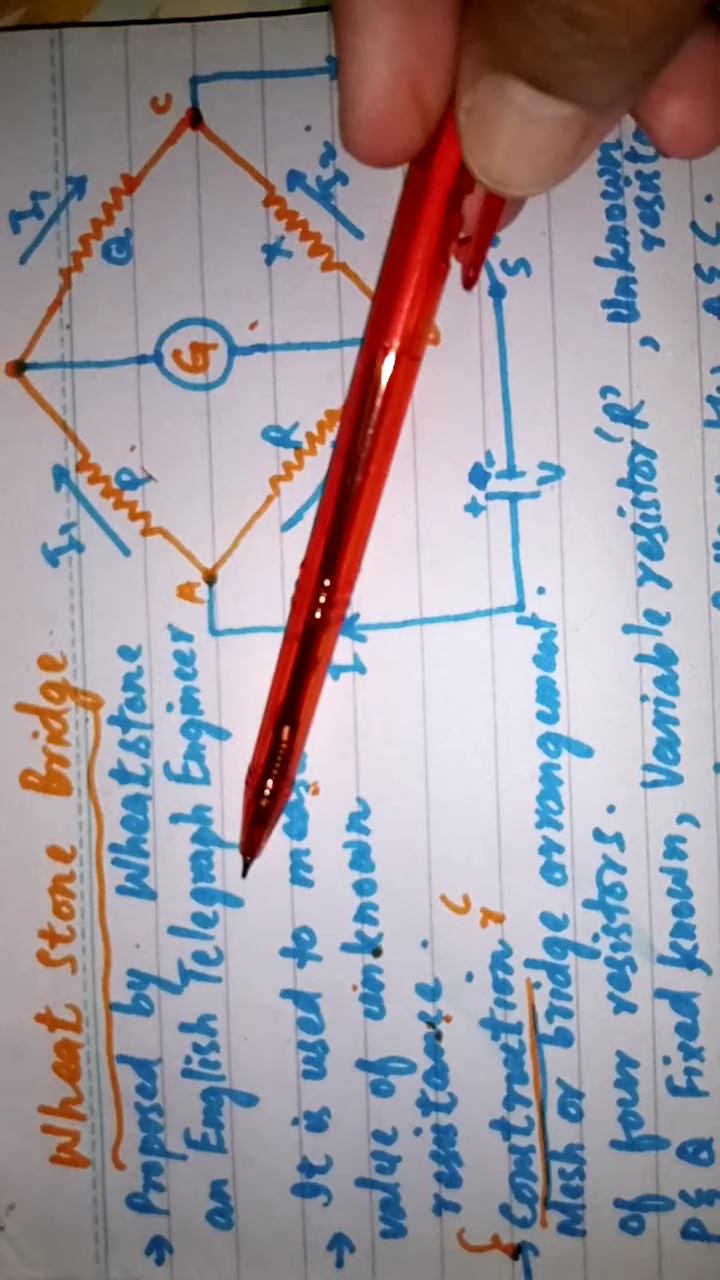 Wheat stone Bridge
→ Proposed by Wheatstone
an English Telegraph Engineer
→ It is used to
value of unknown
resistance.
{ Construction
Mesh or bridge arrangement
of four resistors.
P & Q Fixed known, Variable resistor 'R', Unknown
A
I1
P
R
I
G
I1
Q
C
X
S
+ -
V